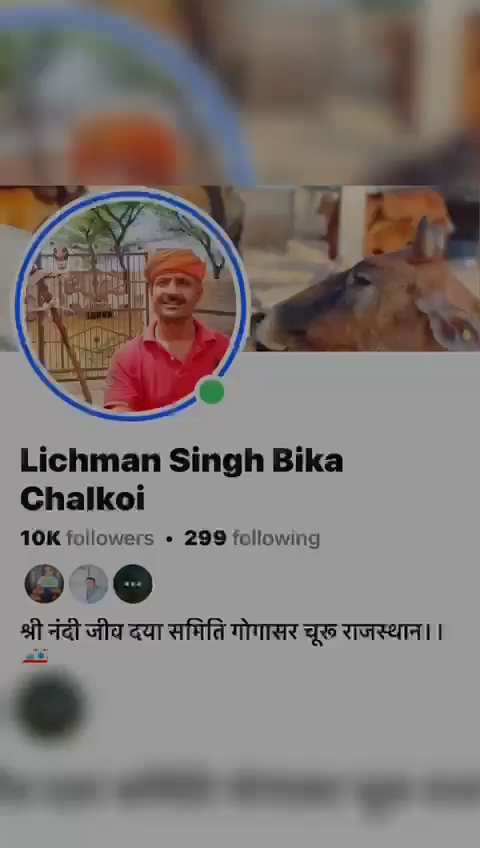 Lichman Singh Bika
Chalkoi
10K followers • 299 following
श्री नंदी जीव दया समिति गोगासर चूरू राजस्थान।।